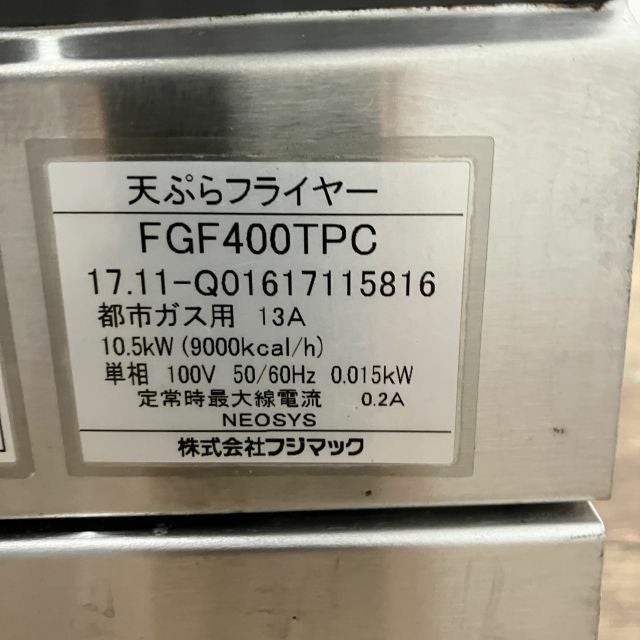 天ぷらフライヤー
FGF400TPC
17.11-Q01617115816
都市ガス用 13A
10.5kW (9000kcal/h)
単相 100V 50/60Hz 0.015kW
定常時最大線電流 0.2A
NEOSYS
株式会社フジマック